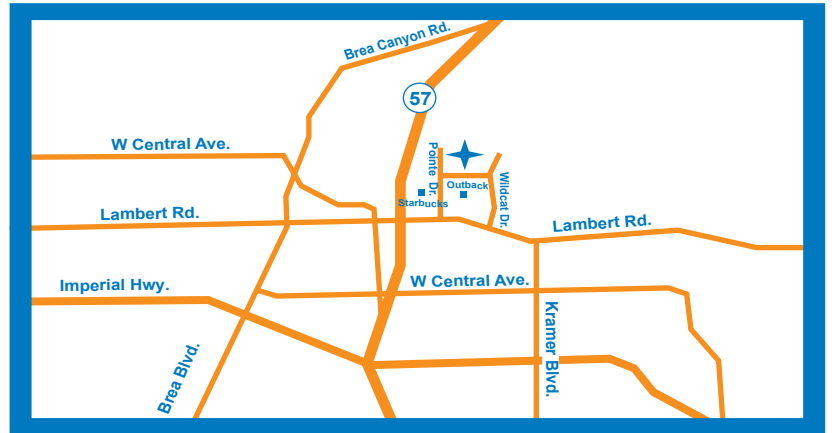 Brea Canyon Rd.
57
W Central Ave.
Pointe Dr.
Outback
Wildcat Dr.
Starbucks
Lambert Rd.
Lambert Rd.
Imperial Hwy.
W Central Ave.
Kramer Blvd.
Brea Blvd.